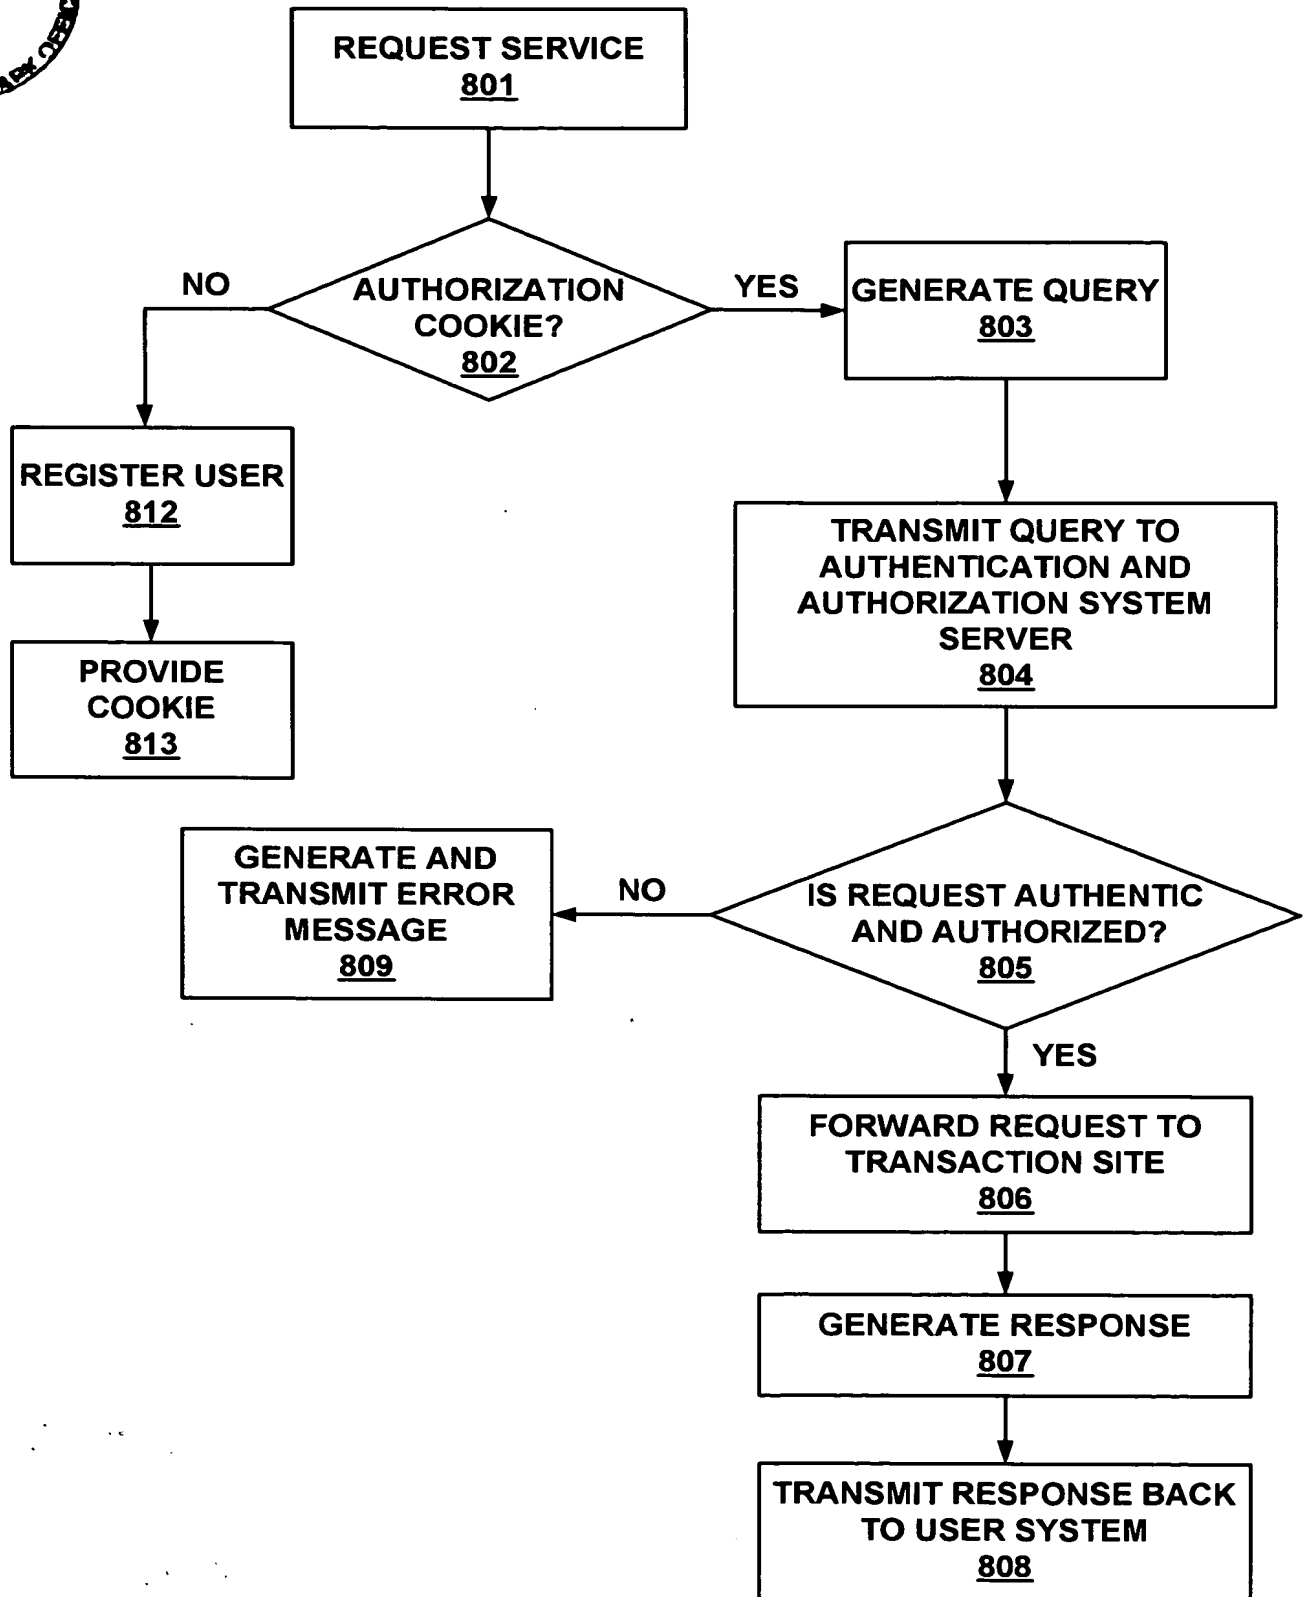 ARK OFFIC
REQUEST SERVICE
801
NO
AUTHORIZATION
COOKIE?
802
YES
GENERATE QUERY
803
REGISTER USER
812
TRANSMIT QUERY TO
AUTHENTICATION AND
AUTHORIZATION SYSTEM
SERVER
804
PROVIDE
COOKIE
813
GENERATE AND
TRANSMIT ERROR
MESSAGE
809
NO
IS REQUEST AUTHENTIC
AND AUTHORIZED?
805
YES
FORWARD REQUEST TO
TRANSACTION SITE
806
GENERATE RESPONSE
807
TRANSMIT RESPONSE BACK
TO USER SYSTEM
808